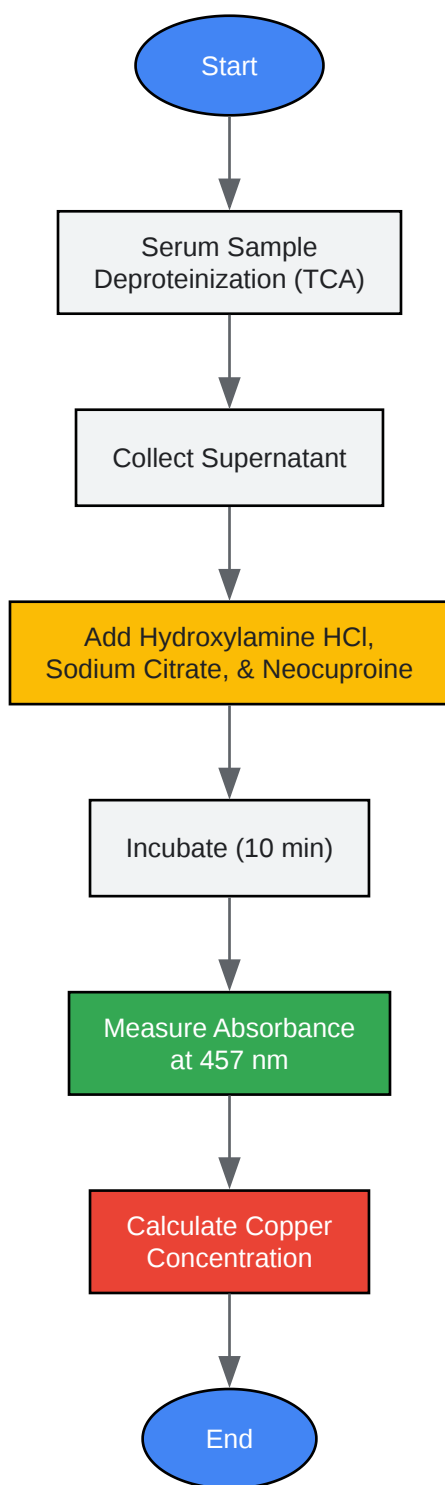 Start
Serum Sample
Deproteinization (TCA)
Collect Supernatant
Add Hydroxylamine HCl,
Sodium Citrate, & Neocuproine
Incubate (10 min)
Measure Absorbance
at 457 nm
Calculate Copper
Concentration
End